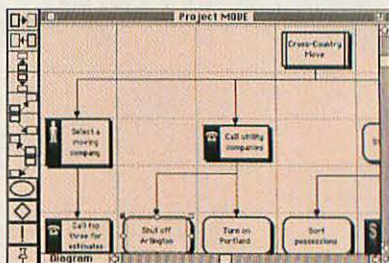 Project MOVE
Cross-Country
Move
Select a
moving
company
Call utility
companies
Call top
three for
estimates
Shut off
Arlington
Turn on
Portland
Sort
possessions
Diagram